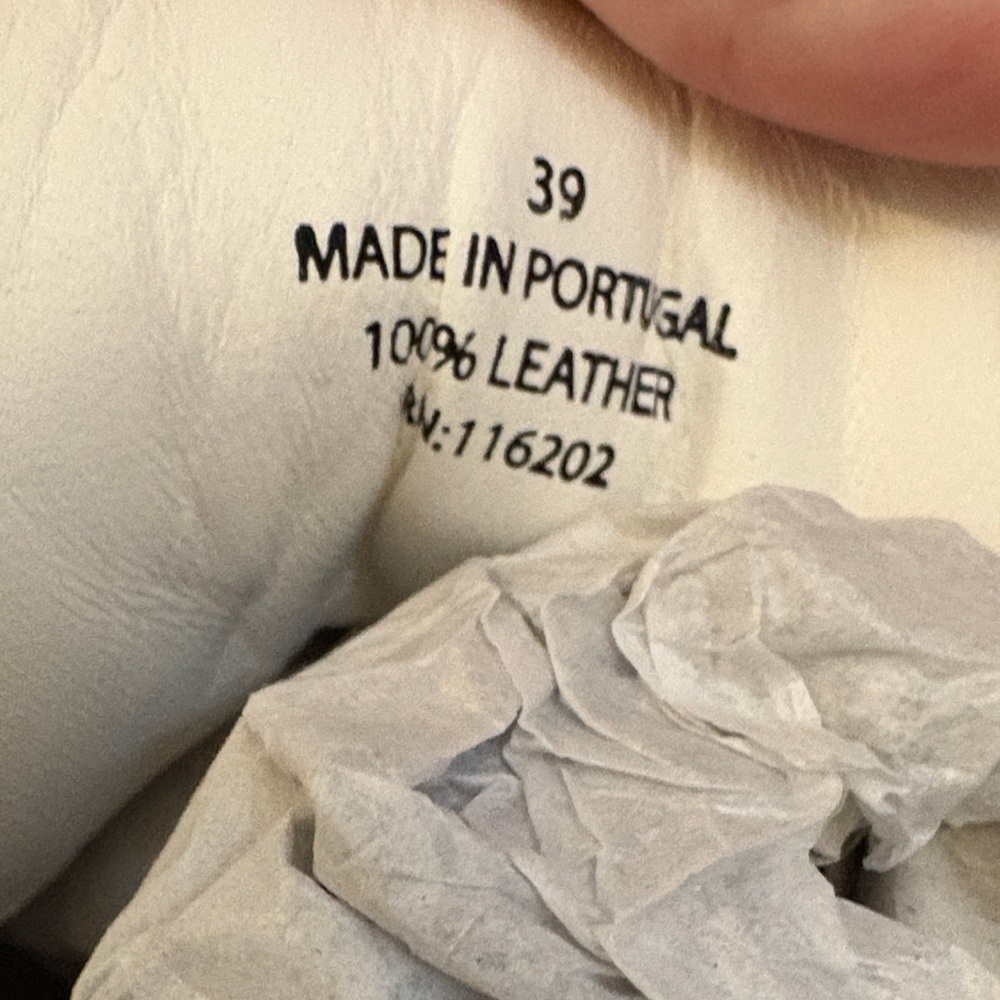 39
MADE IN PORTUGAL
100% LEATHER
RN:116202